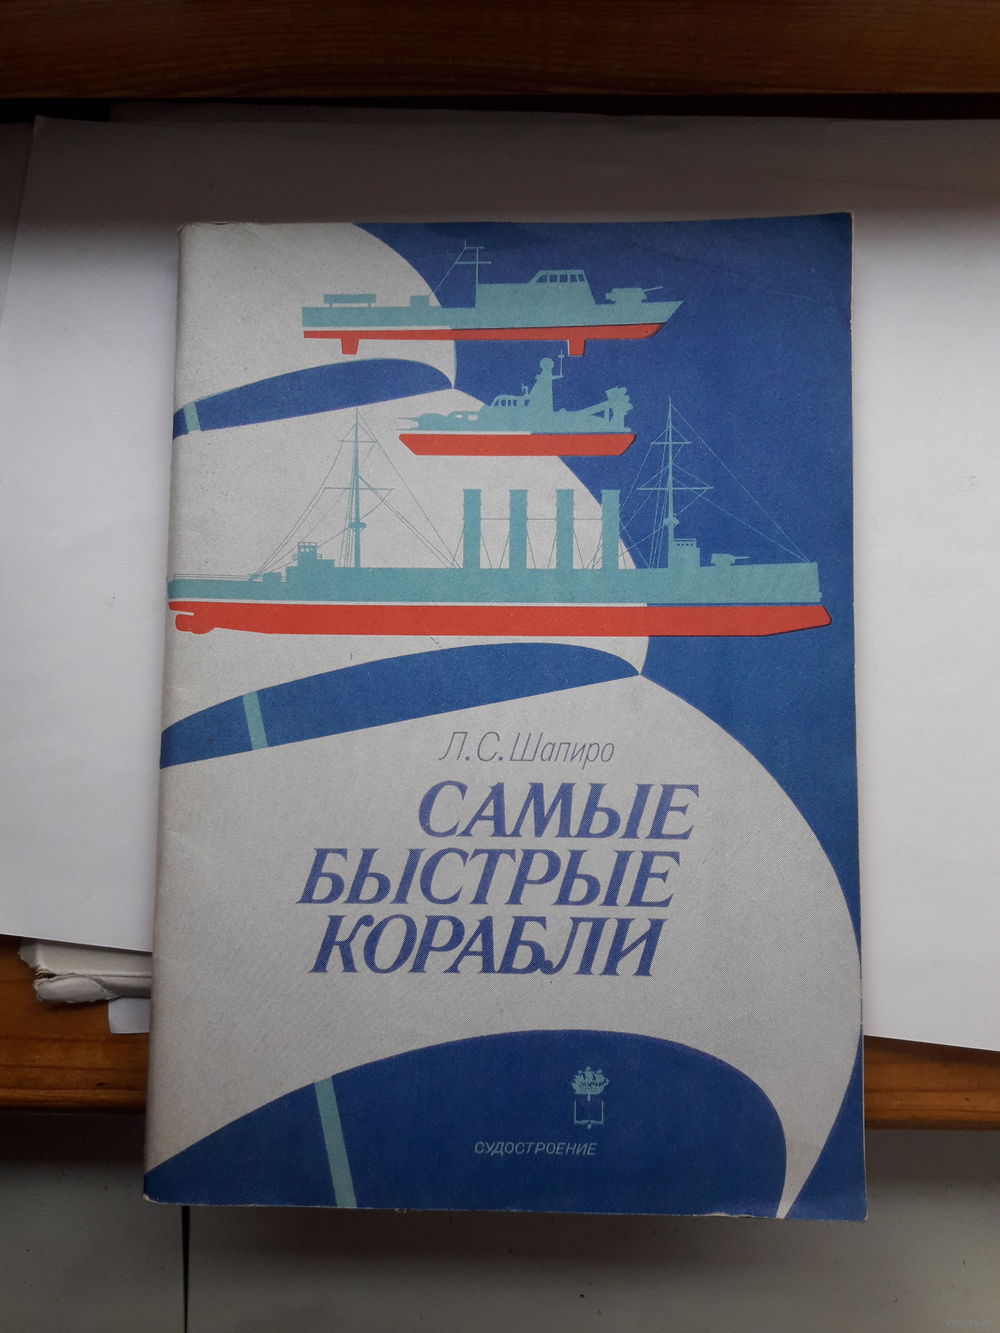 Л. С. Шапиро
САМЫЕ
БЫСТРЫЕ
КОРАБЛИ
СУДОСТРОЕНИЕ